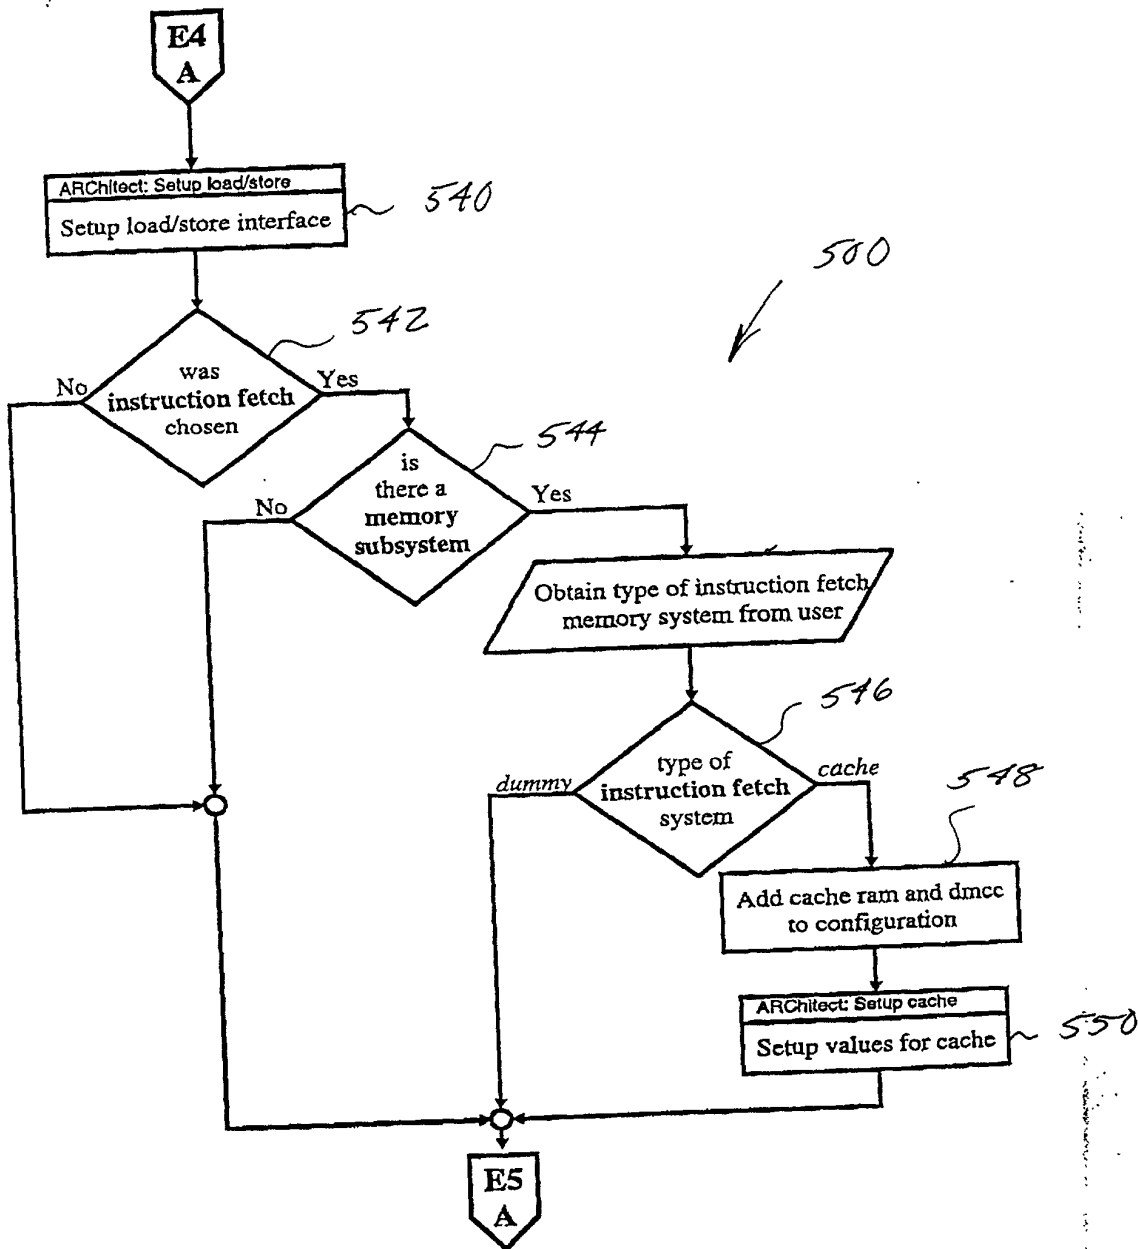 E4
A
ARChitect: Setup load/store
Setup load/store interface
540
500
542
was
instruction fetch
chosen
No
Yes
544
is
there a
memory
subsystem
No
Yes
Obtain type of instruction fetch
memory system from user
546
type of
instruction fetch
system
dummy
cache
548
Add cache ram and dmcc
to configuration
ARChitect: Setup cache
Setup values for cache
550
E5
A